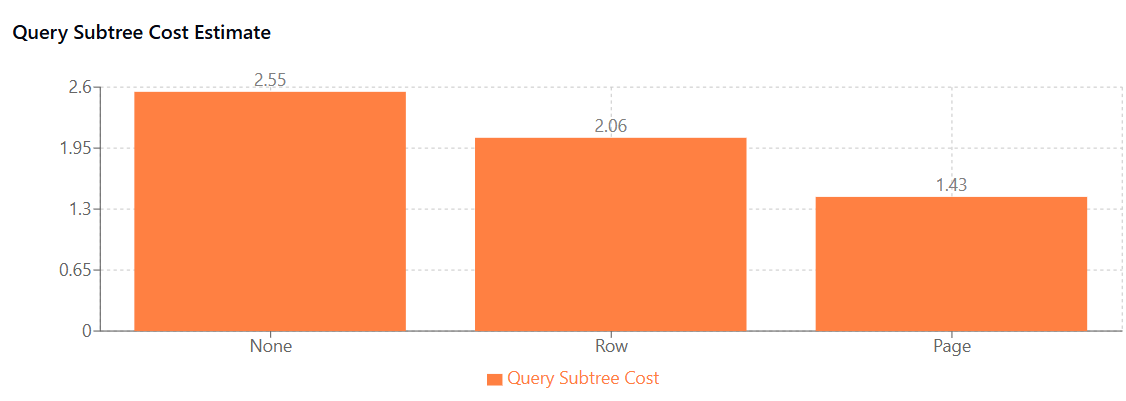 Query Subtree Cost Estimate
2.55
2.6
2.06
1.95
1.43
1.3
0.65
0
None Row Page
Query Subtree Cost